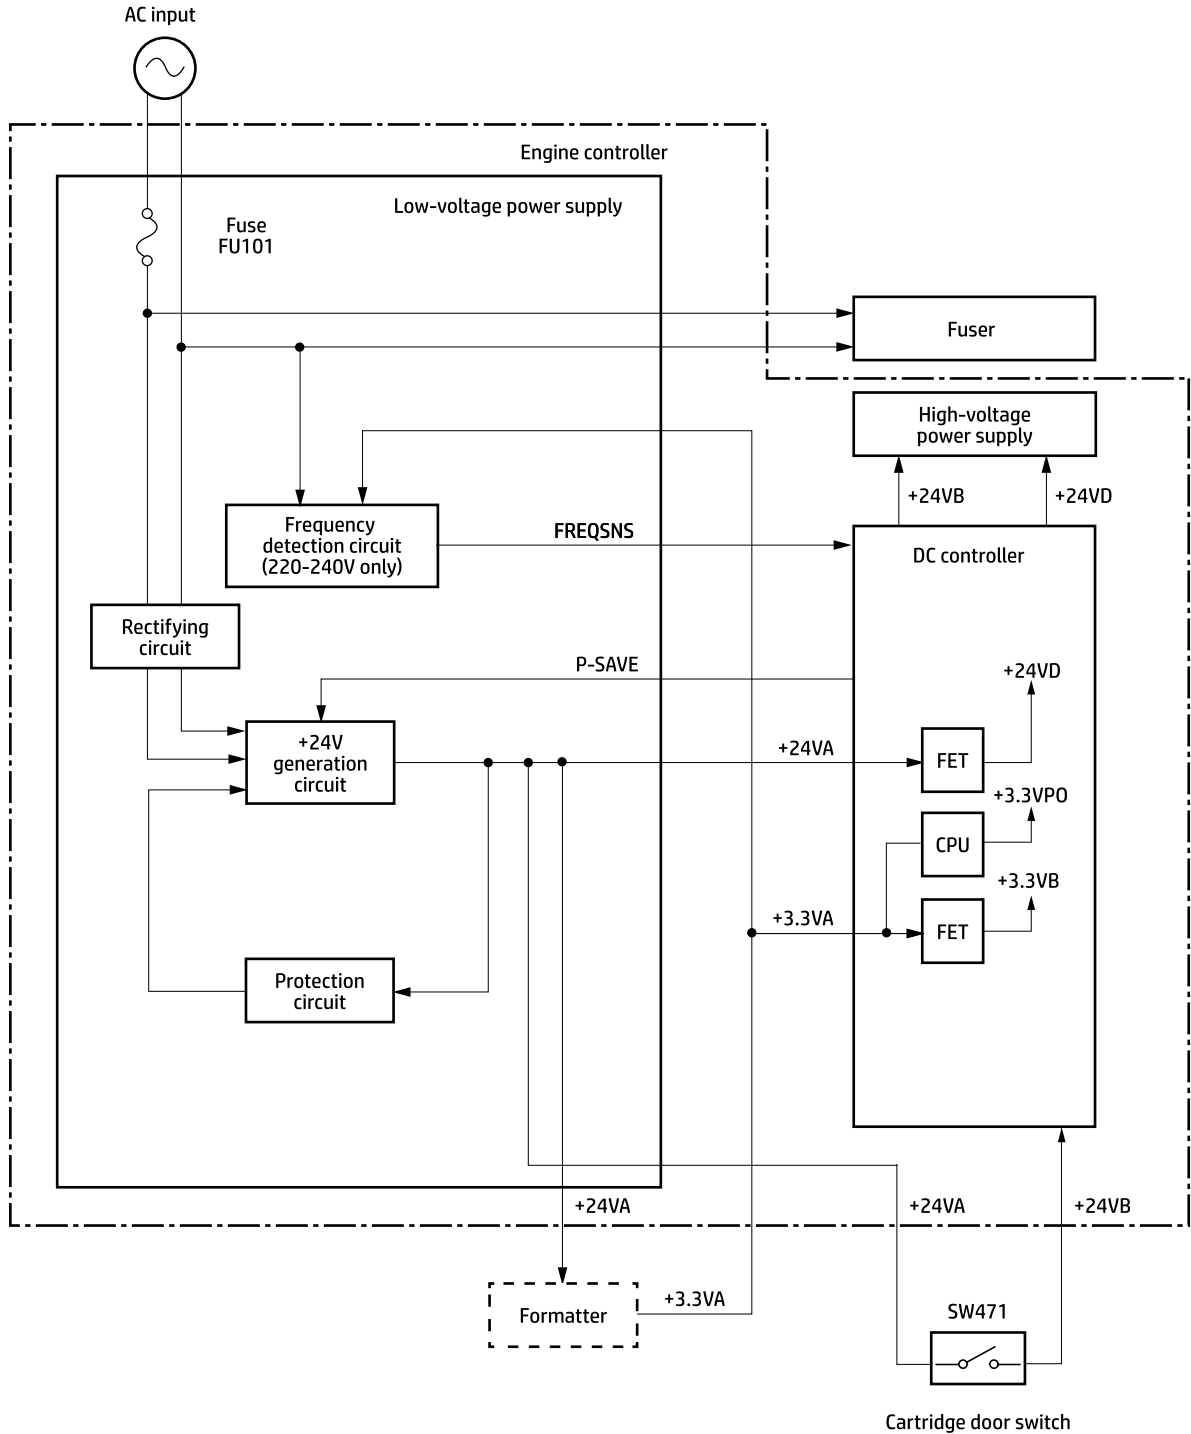 AC input
Engine controller
Low-voltage power supply
Fuse
FU101
Fuser
High-voltage
power supply
+24VB
+24VD
Frequency
detection circuit
(220-240V only)
FREQSNS
DC controller
Rectifying
circuit
P-SAVE
+24VD
+24V
generation
circuit
+24VA
FET
+3.3VPO
CPU
+3.3VB
+3.3VA
FET
Protection
circuit
+24VA
+24VA
+24VB
Formatter
+3.3VA
SW471
Cartridge door switch